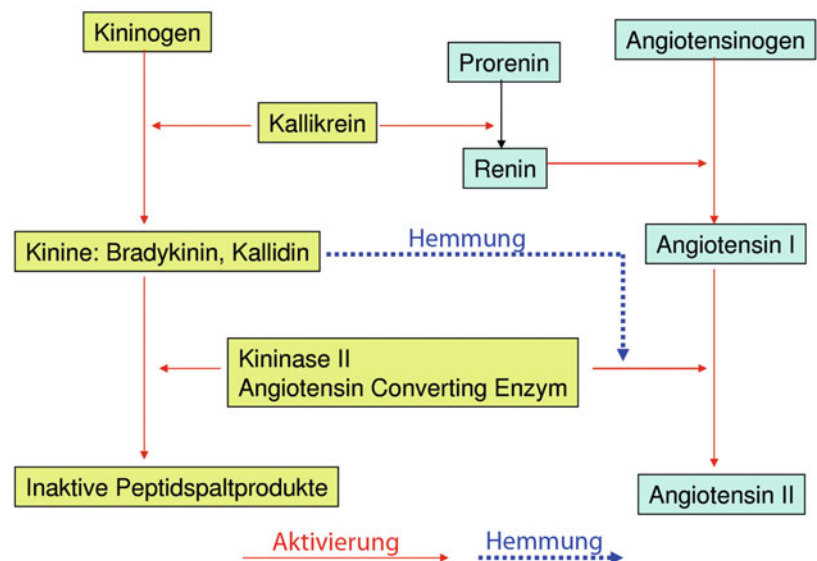 Kininogen
Angiotensinogen
Prorenin
Kallikrein
Renin
Hemmung
Kinine: Bradykinin, Kallidin
Angiotensin I
Kininase II
Angiotensin Converting Enzym
Inaktive Peptidspaltprodukte
Angiotensin II
Aktivierung
Hemmung